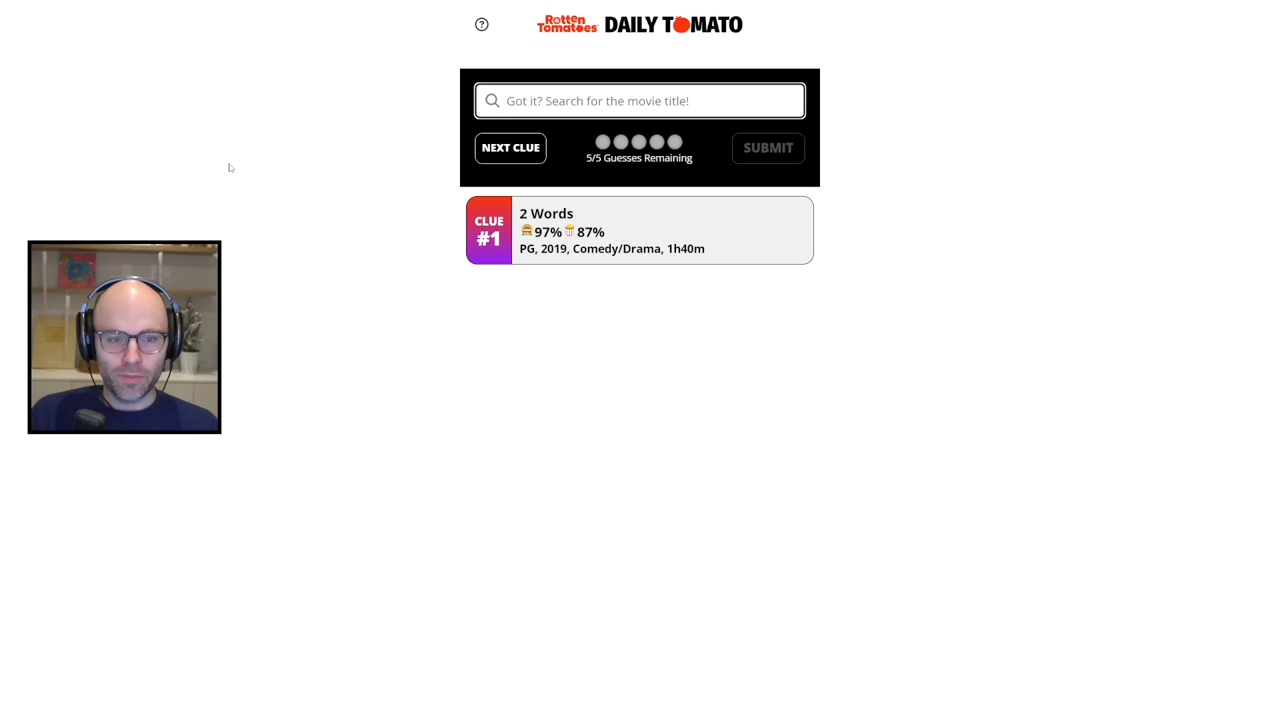 Rotten
Tomatoes
DAILY TOMATO
Got it? Search for the movie title!
NEXT CLUE
5/5 Guesses Remaining
SUBMIT
CLUE
#1
2 Words
97% 87%
PG, 2019, Comedy/Drama, 1h40m